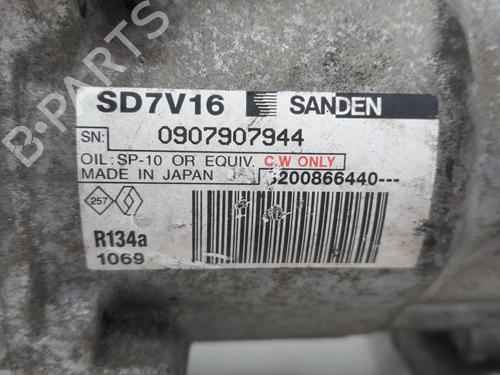 B-PARTS
SD7V16 SANDEN
SN: 0907907944
OIL: SP-10 OR EQUIV. C.W ONLY
MADE IN JAPAN 8200866440---
257
R134a
1069